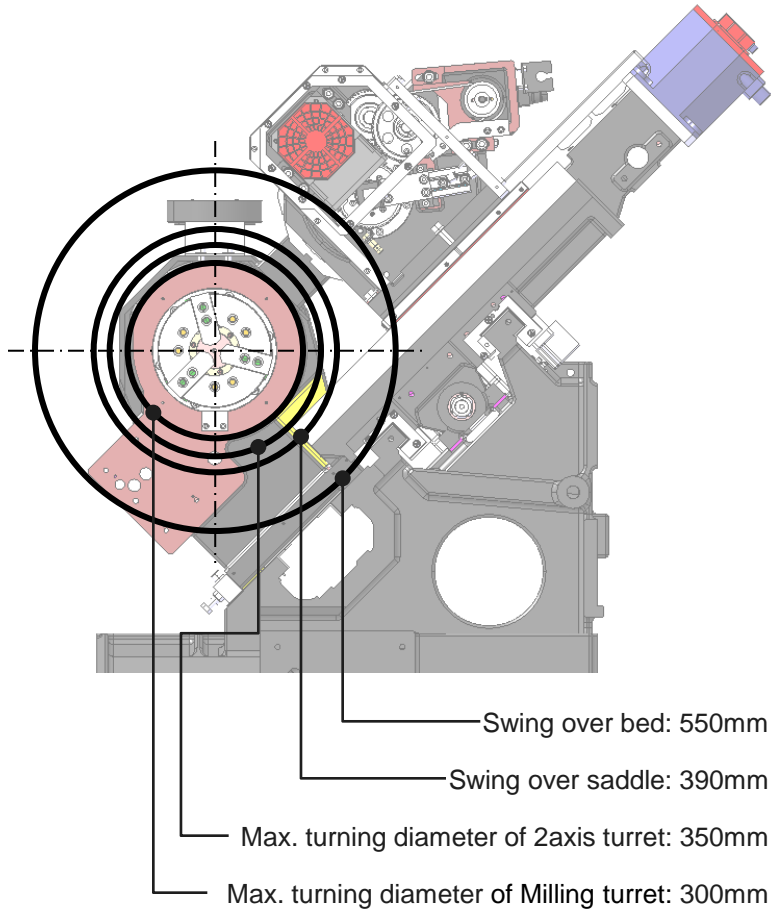 Swing over bed: 550mm
Swing over saddle: 390mm
Max. turning diameter of 2axis turret: 350mm
Max. turning diameter of Milling turret: 300mm